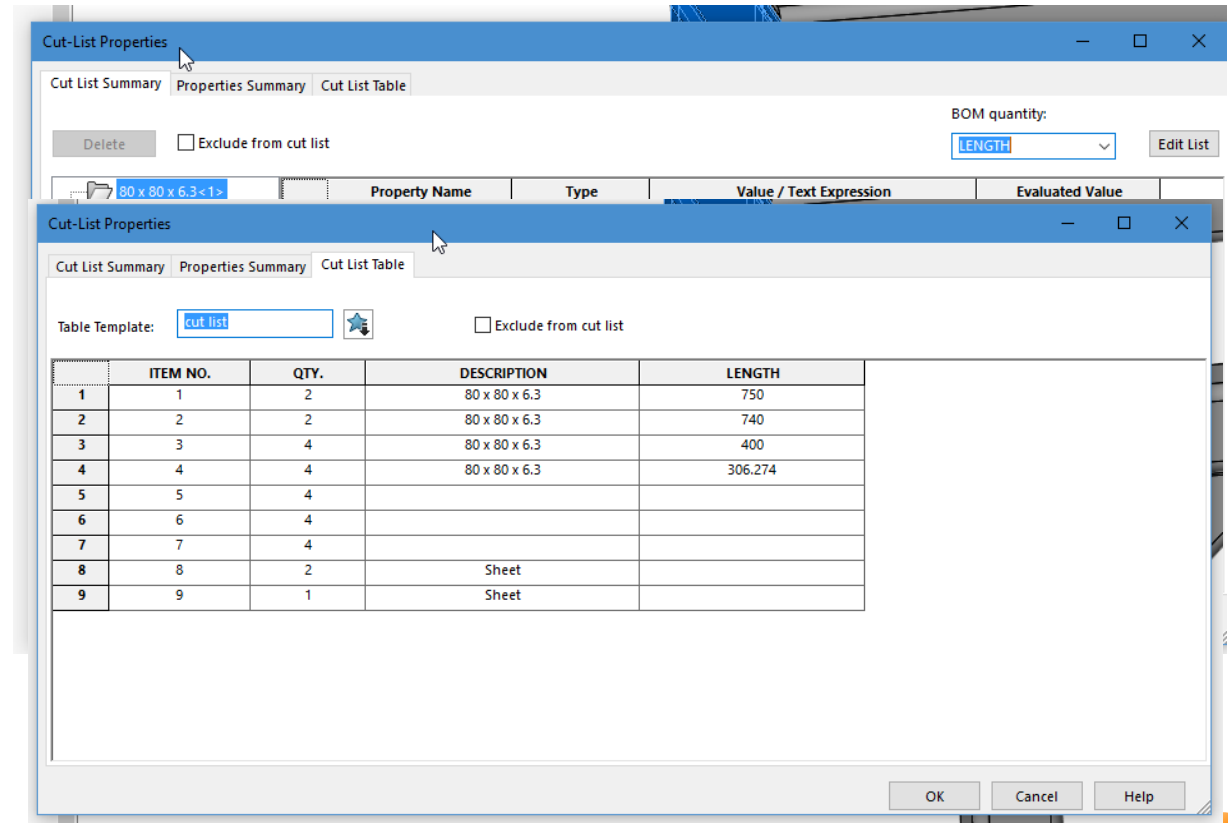 Cut-List Properties
Cut List Summary Properties Summary Cut List Table
BOM quantity:
Delete Exclude from cut list LENGTH Edit List
80 x 80 x 6.3<1> Property Name Type Value / Text Expression Evaluated Value
Cut-List Properties
Cut List Summary Properties Summary Cut List Table
Table Template: cut list Exclude from cut list
ITEM NO. QTY. DESCRIPTION LENGTH
1 1 2 80 x 80 x 6.3 750
2 2 2 80 x 80 x 6.3 740
3 3 4 80 x 80 x 6.3 400
4 4 4 80 x 80 x 6.3 306.274
5 5 4
6 6 4
7 7 4
8 8 2 Sheet
9 9 1 Sheet
OK Cancel Help